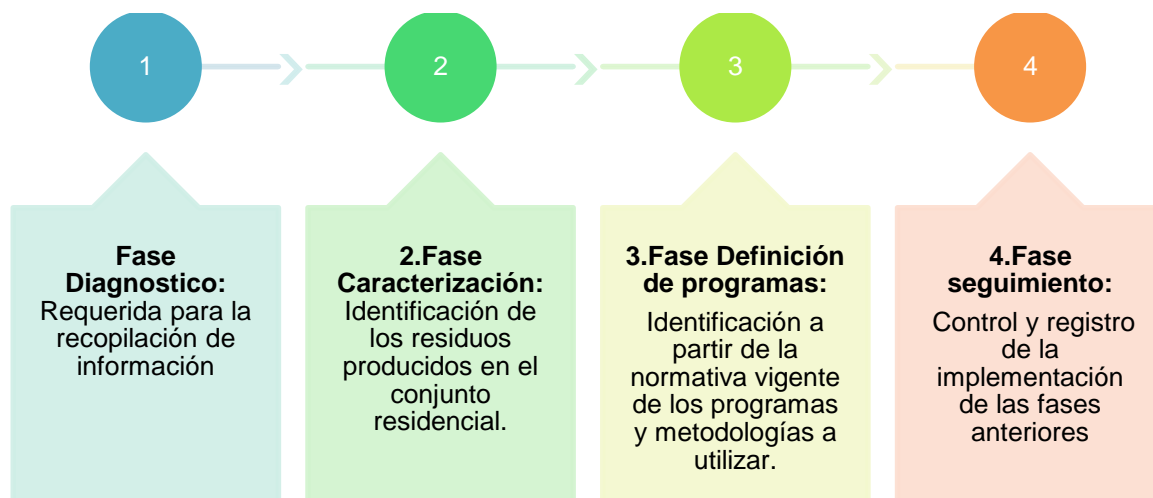 1
2
3
4
Fase
Diagnostico:
Requerida para la
recopilación de
información
2.Fase
Caracterización:
Identificación de
los residuos
producidos en el
conjunto
residencial.
3.Fase Definición
de programas:
Identificación a
partir de la
normativa vigente
de los programas
y metodologías a
utilizar.
4.Fase
seguimiento:
Control y registro
de la
implementación
de las fases
anteriores